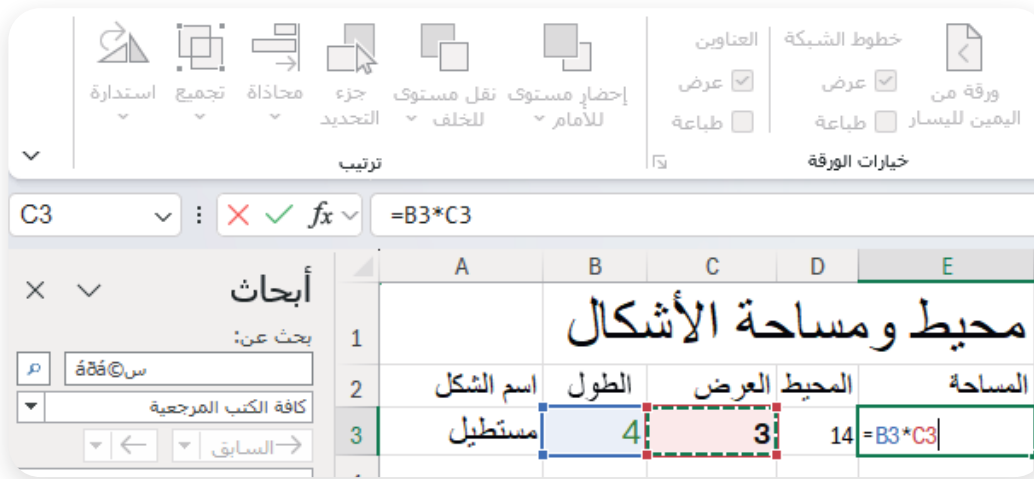 خطوط الشبكة العناوين
عرض عرض
طباعة طباعة
ورقة من
اليمين لليسار
إحضار مستوى
للأمام
نقل مستوى
للخلف
جزء
التحديد
محاذاة
تجميع
استدارة
خيارات الورقة
ترتيب
C3 fx =B3*C3
أبحاث
بحث عن:
س©áðá
كافة الكتب المرجعية
السابق
A B C D E
1 محيط ومساحة الأشكال
2 اسم الشكل الطول العرض المحيط المساحة
3 مستطيل 4 3 14 =B3*C3